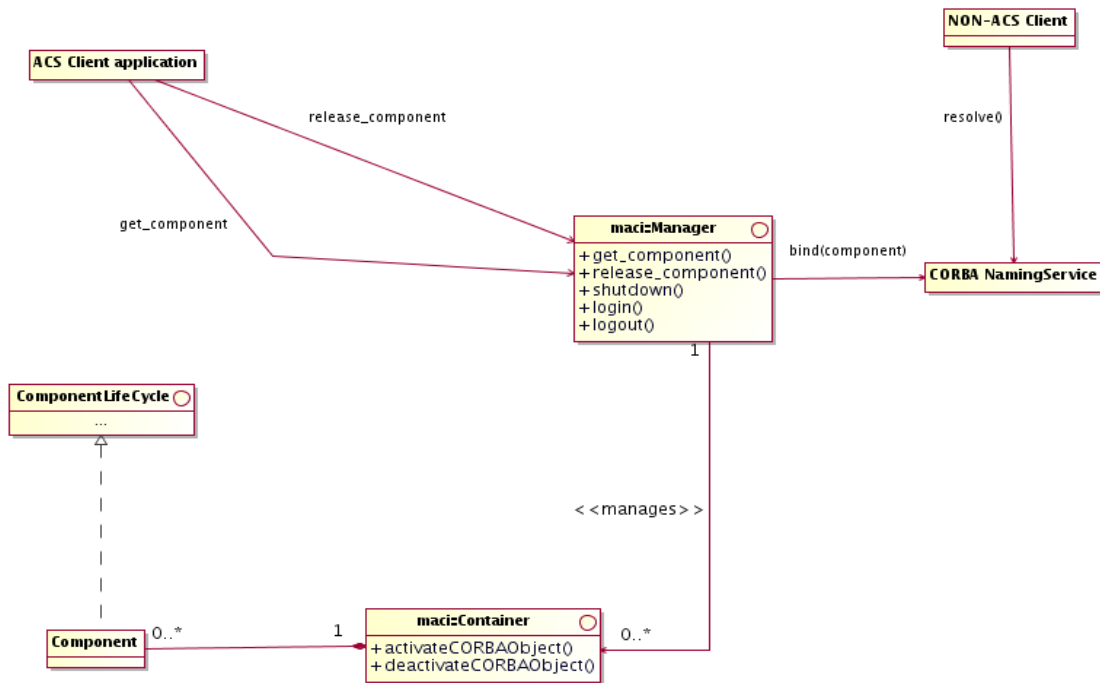 NON-ACS Client
ACS Client application
release_component
resolve()
get_component
maci::Manager
+get_component()
+release_component()
+shutdown()
+login()
+logout()
bind(component)
CORBA NamingService
1
ComponentLifeCycle
...
<<manages>>
Component
0..*
1
maci::Container
+activateCORBAObject()
+deactivateCORBAObject()
0..*